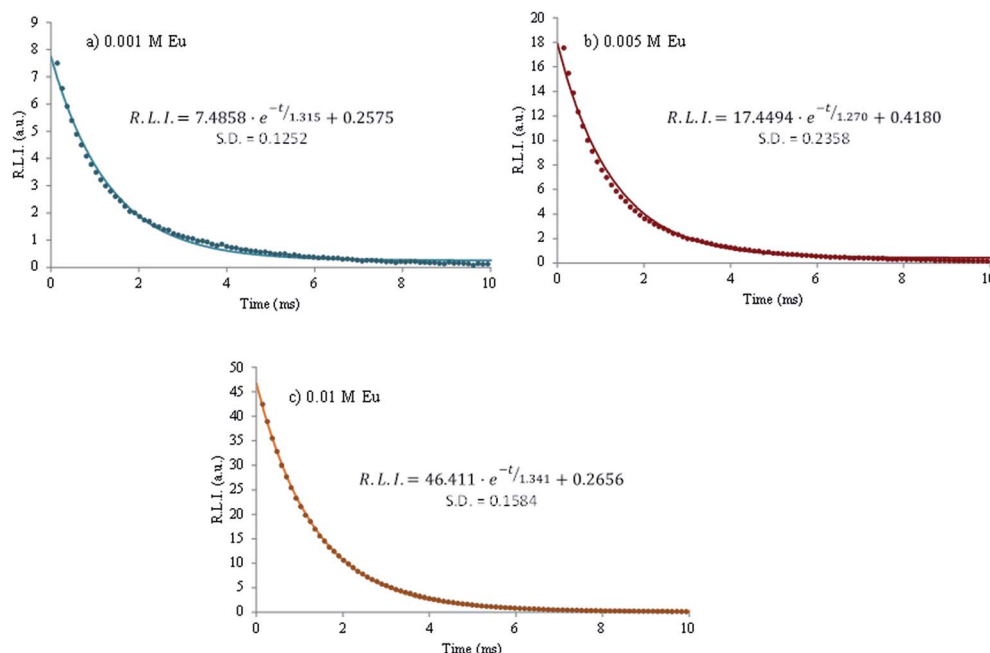 a) 0.001 M Eu
R.L.I. = 7.4858 · e^{-t/1.315} + 0.2575
S.D. = 0.1252
R.L.I. (a.u.)
9
8
7
6
5
4
3
2
1
0
0 2 4 6 8 10
Time (ms)
b) 0.005 M Eu
R.L.I. = 17.4494 · e^{-t/1.270} + 0.4180
S.D. = 0.2358
R.L.I. (a.u.)
20
18
16
14
12
10
8
6
4
2
0
0 2 4 6 8 10
Time (ms)
c) 0.01 M Eu
R.L.I. = 46.411 · e^{-t/1.341} + 0.2656
S.D. = 0.1584
R.L.I. (a.u.)
50
45
40
35
30
25
20
15
10
5
0
0 2 4 6 8 10
Time (ms)